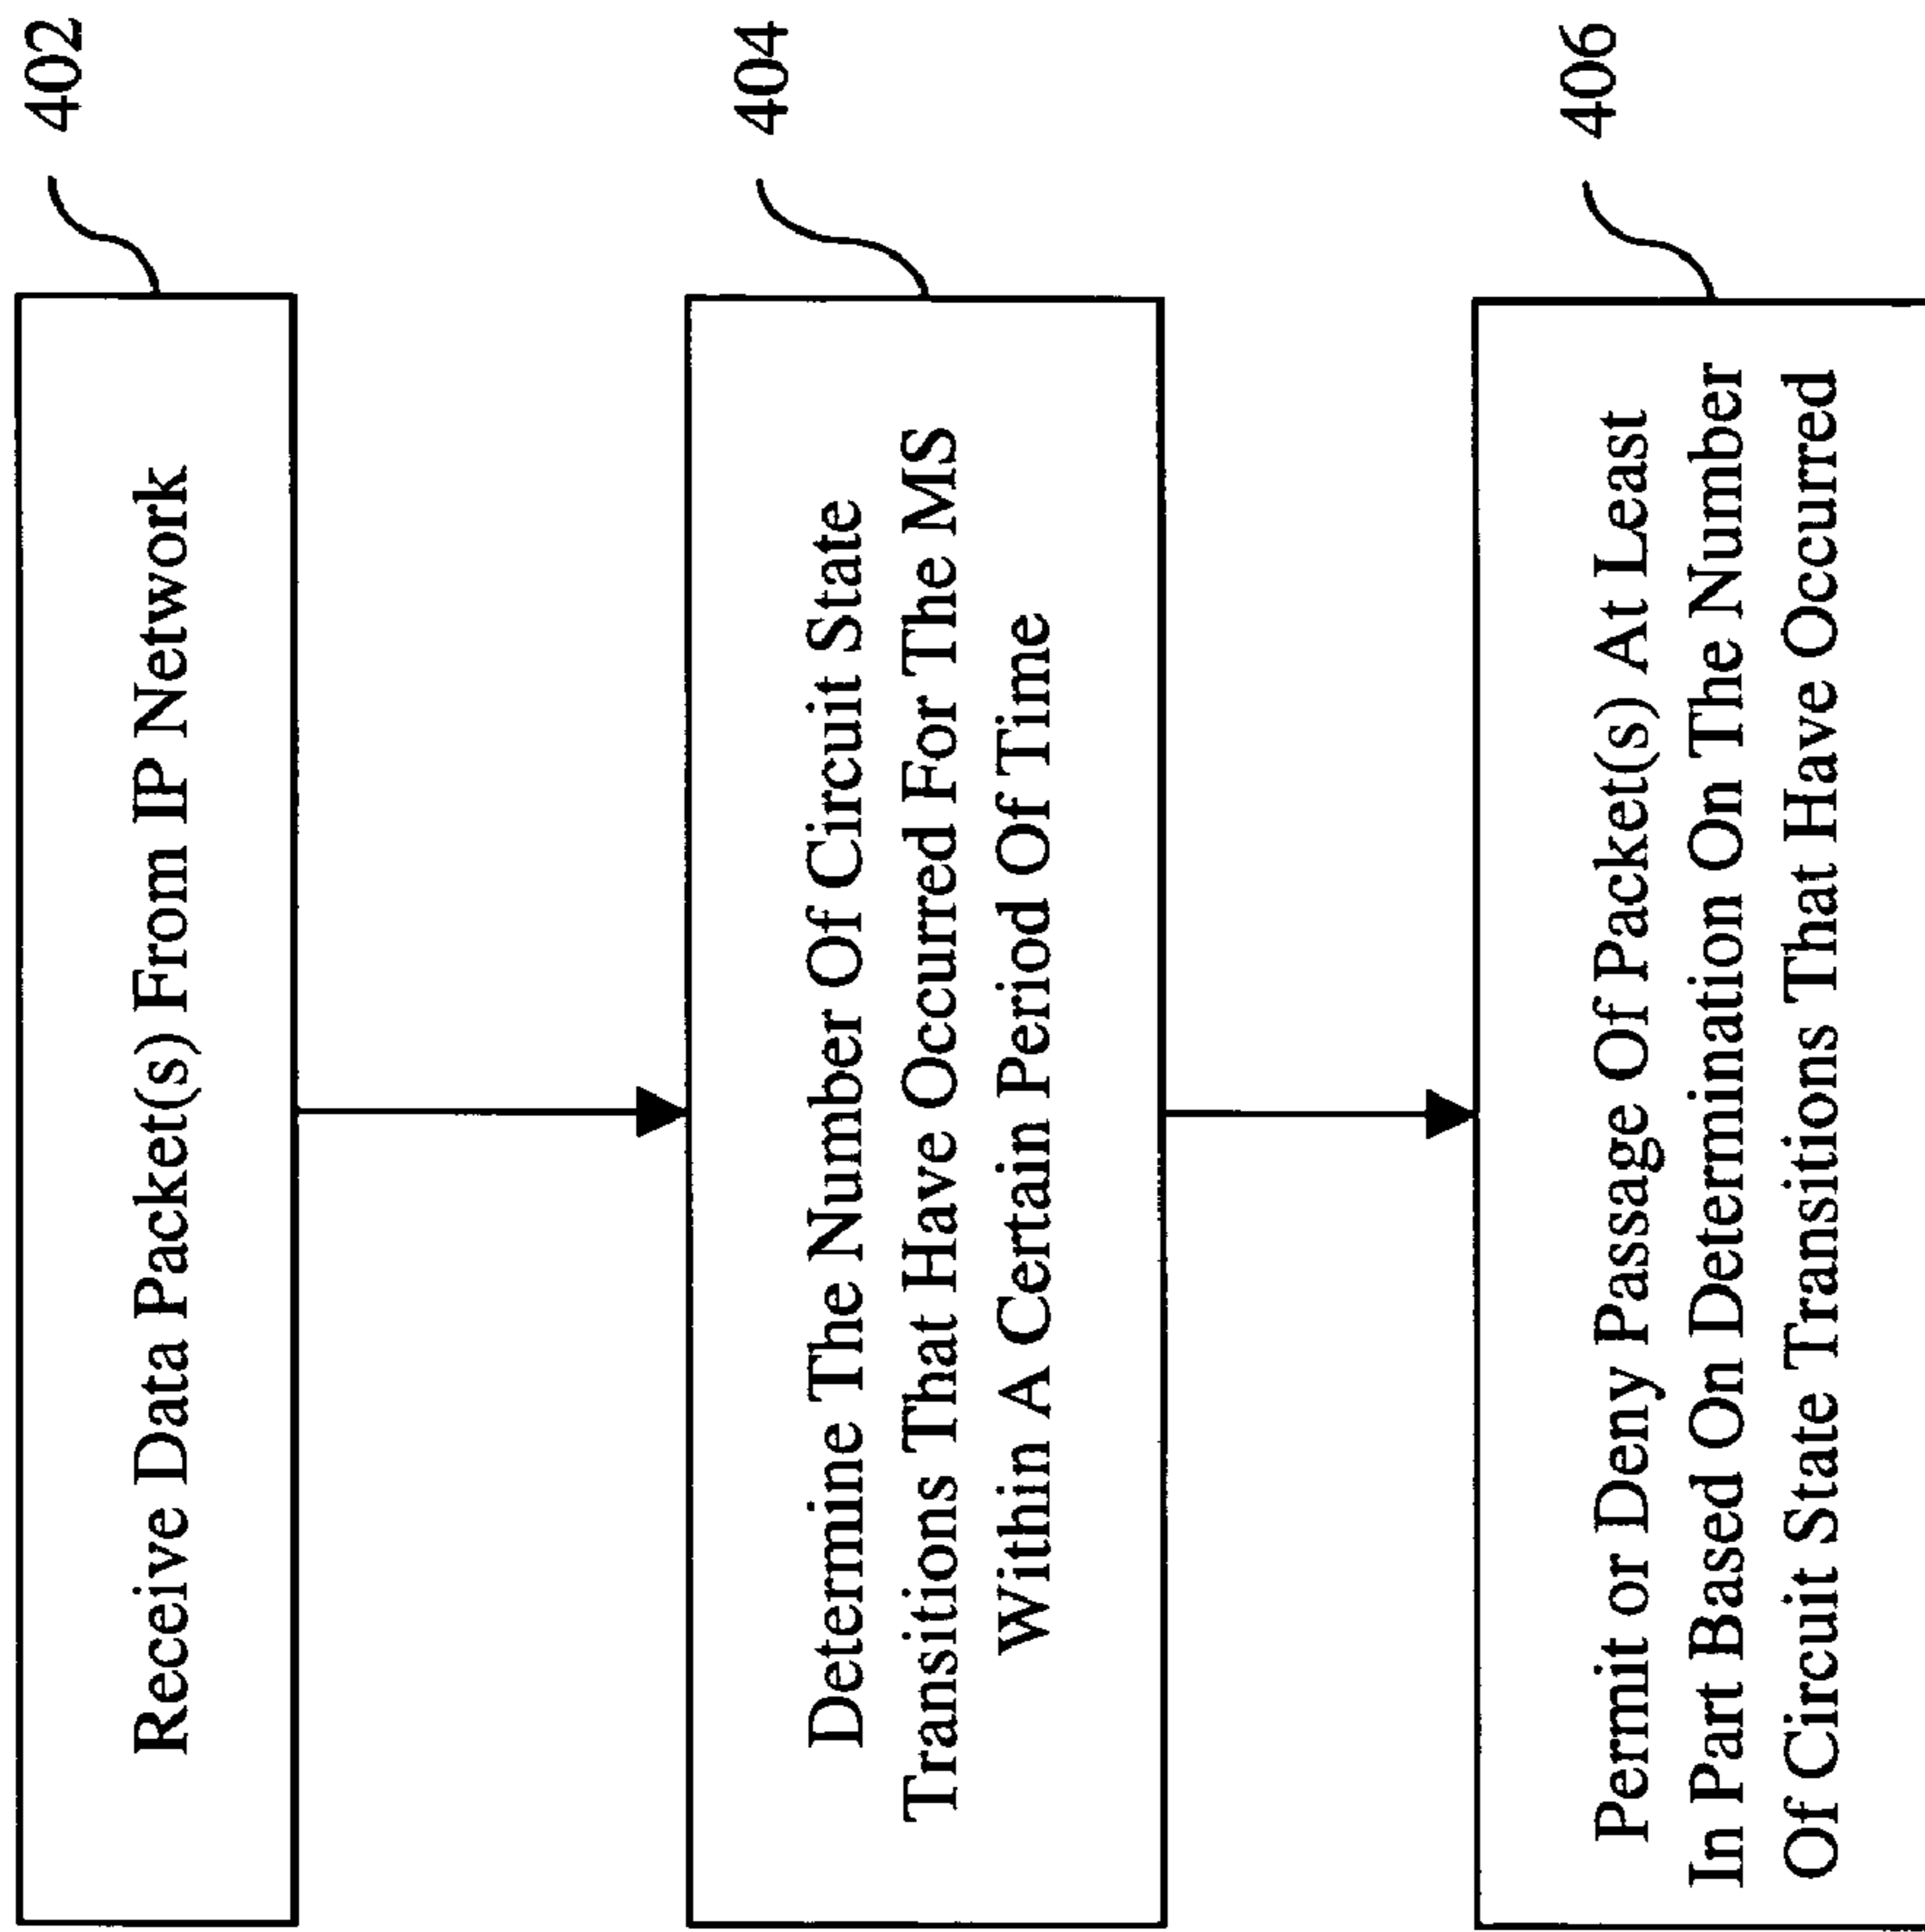 Receive Data Packet(s) From IP Network
402
Determine The Number Of Circuit State
Transitions That Have Occurred For The MS
Within A Certain Period Of Time
404
Permit or Deny Passage Of Packet(s) At Least
In Part Based On Determination On The Number
Of Circuit State Transitions That Have Occurred
406